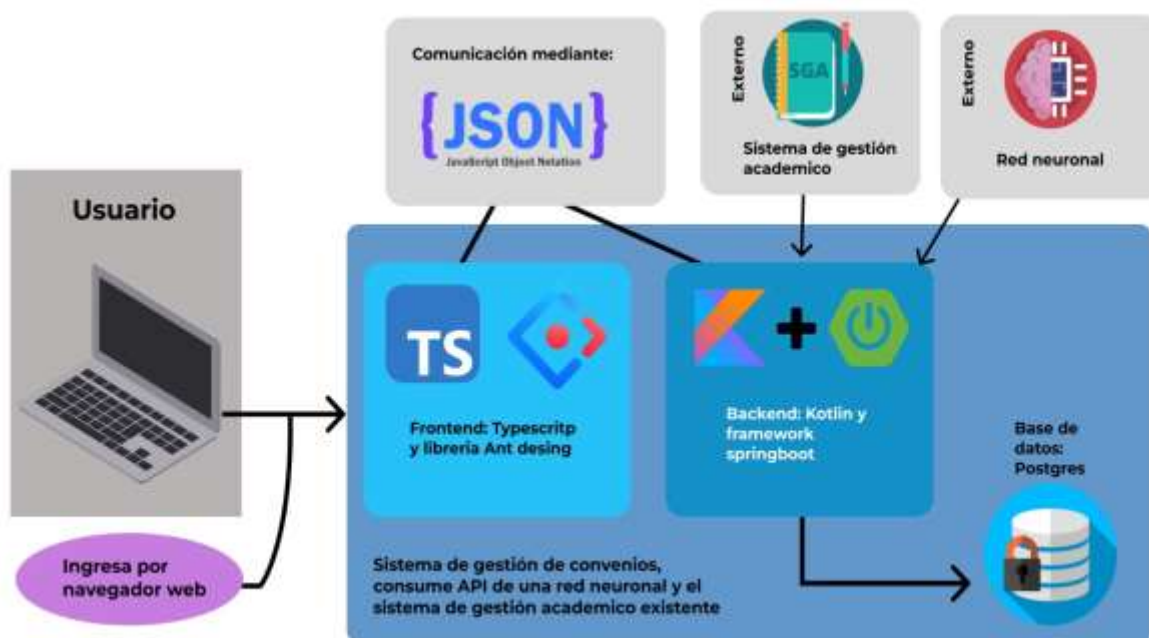 Comunicación mediante:
{JSON}
JavaScript Object Notation
Externo
SGA
Sistema de gestión
academico
Externo
Red neuronal
Usuario
TS
Frontend: Typescritp
y libreria Ant desing
Backend: Kotlin y
framework
springboot
Base de
datos:
Postgres
Ingresa por
navegador web
Sistema de gestión de convenios,
consume API de una red neuronal y el
sistema de gestión academico existente